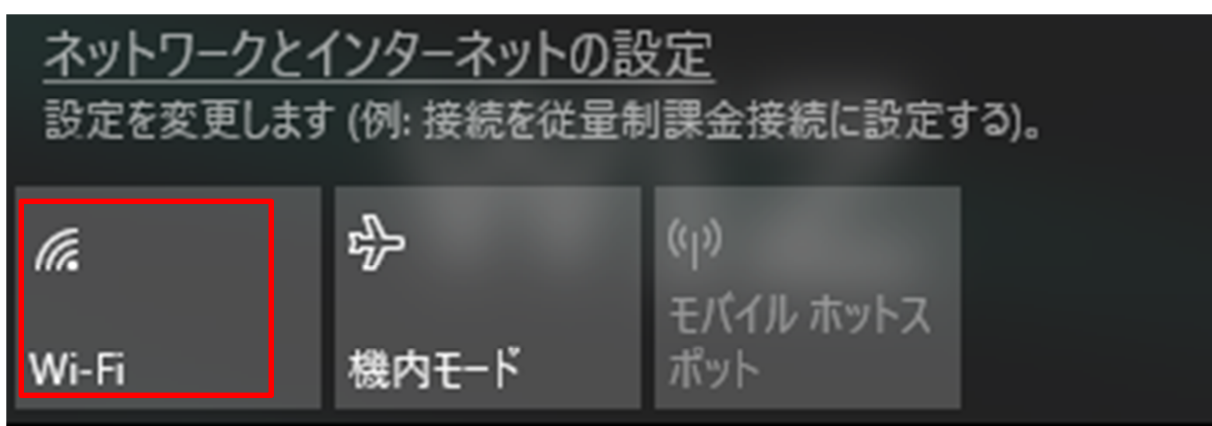 ネットワークとインターネットの設定
設定を変更します (例: 接続を従量制課金接続に設定する)。
Wi-Fi
機内モード
モバイル ホットス
ポット